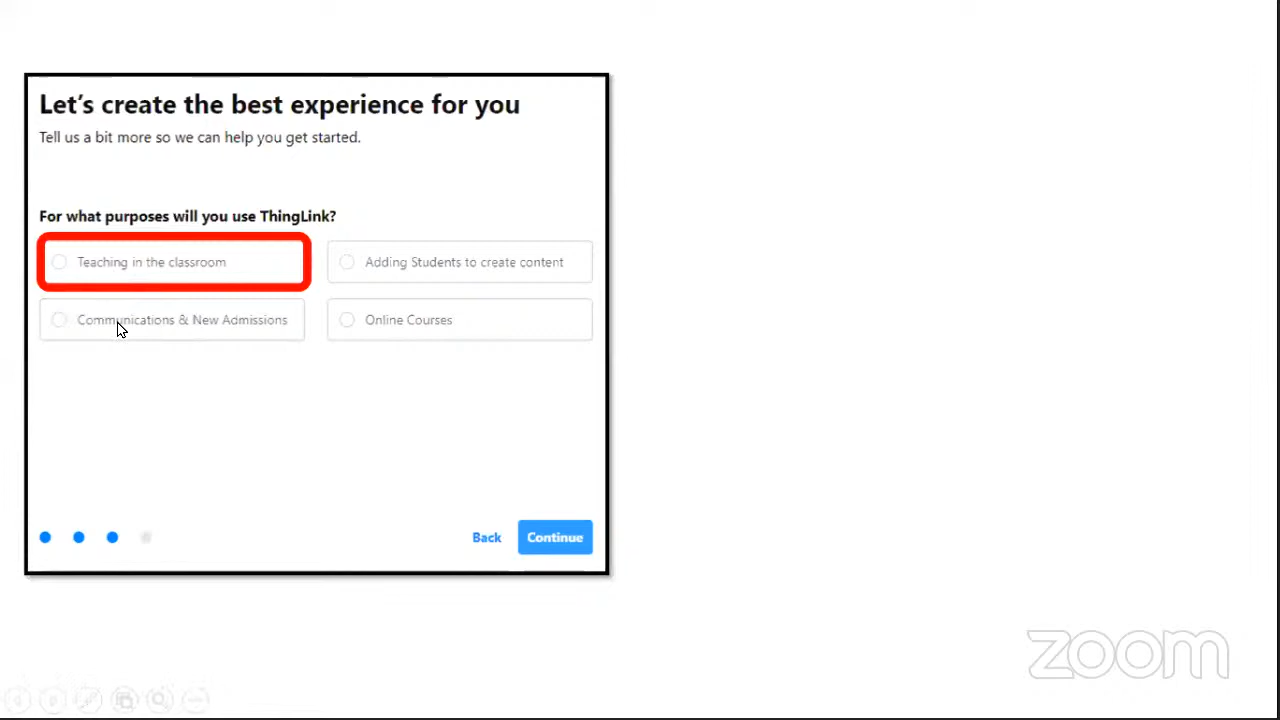 Let's create the best experience for you
Tell us a bit more so we can help you get started.
For what purposes will you use ThingLink?
Teaching in the classroom
Adding Students to create content
Communications & New Admissions
Online Courses
Back
Continue
zoom